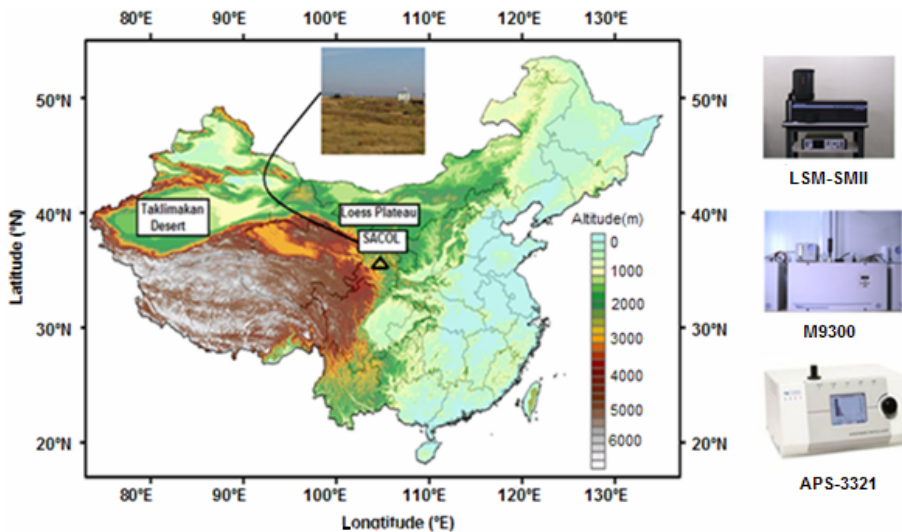 80°E 90°E 100°E 110°E 120°E 130°E
50°N
40°N
30°N
20°N
Latitude (°N)
Taklimakan
Desert
Loess Plateau
SACOL
Altitude(m)
0
1000
2000
3000
4000
5000
6000
50°N
40°N
30°N
20°N
80°E 90°E 100°E 110°E 120°E 130°E
Longtitude (°E)
LSM-SMII
M9300
APS-3321